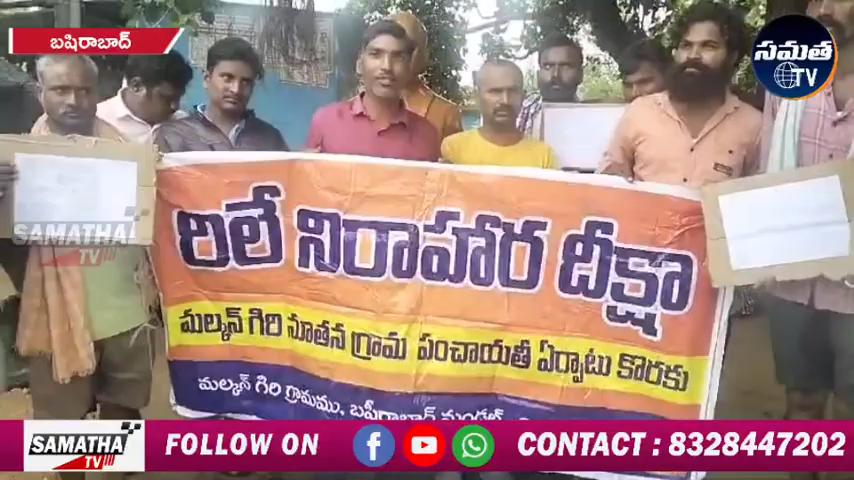 బషిరాబాద్
సమత
TV
SAMATHA
TV
రిలే నిరాహార దీక్ష
మల్కన్ గిరి నూతన గ్రామ పంచాయతీ ఏర్పాటు కొరకు
మల్కన్ గిరి గ్రామము, బషీరాబాద్ మండల్
SAMATHA
TV
FOLLOW ON
CONTACT : 8328447202